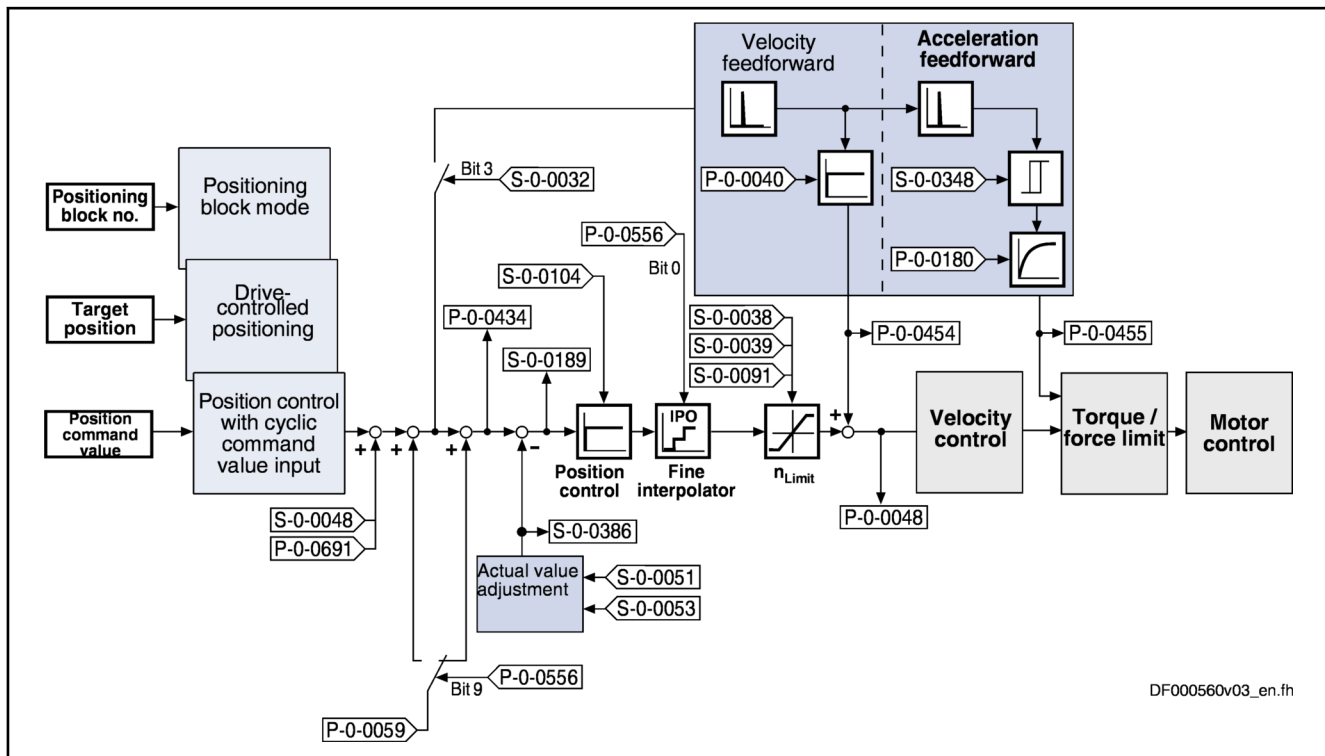 Velocity
feedforward
Acceleration
feedforward
Bit 3
S-0-0032
P-0-0040
S-0-0348
Positioning
block no.
Positioning
block mode
P-0-0556
Bit 0
P-0-0180
S-0-0104
Target
position
Drive-
controlled
positioning
P-0-0434
S-0-0038
S-0-0039
S-0-0091
P-0-0454
P-0-0455
S-0-0189
Position
command
value
Position control
with cyclic
command
value input
+
+
+
-
IPO
+
Velocity
control
Torque /
force limit
Motor
control
Position
control
Fine
interpolator
nLimit
S-0-0048
P-0-0691
S-0-0386
P-0-0048
Actual value
adjustment
S-0-0051
S-0-0053
Bit 9
P-0-0556
P-0-0059
DF000560v03_en.fh